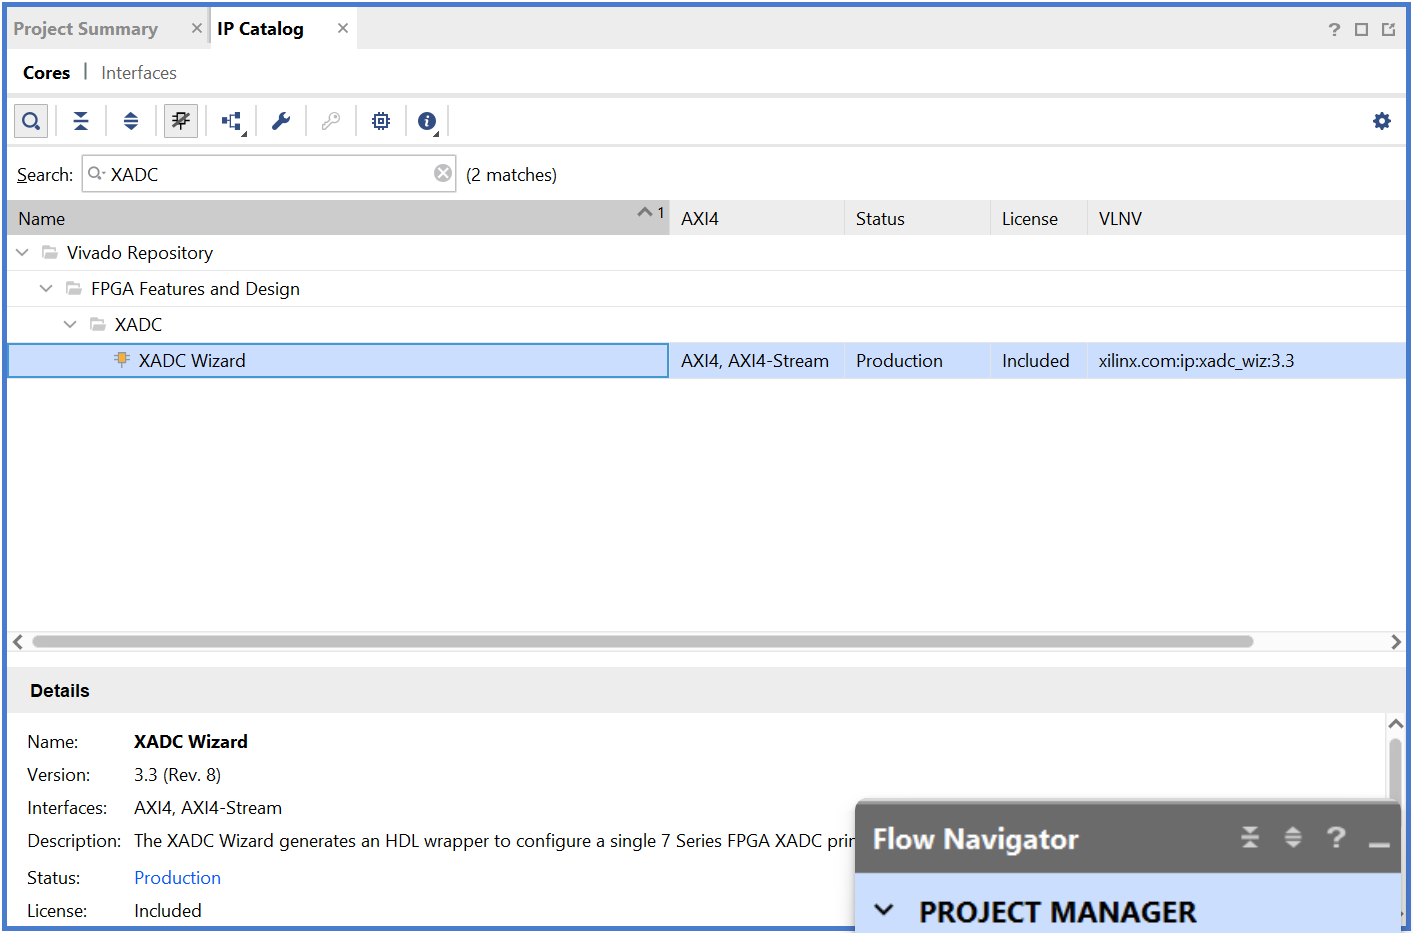 Project Summary × IP Catalog ×
Cores | Interfaces
Search: XADC (2 matches)
Name 1 AXI4 Status License VLNV
Vivado Repository
FPGA Features and Design
XADC
XADC Wizard AXI4, AXI4-Stream Production Included xilinx.com:ip:xadc_wiz:3.3
Details
Name: XADC Wizard
Version: 3.3 (Rev. 8)
Interfaces: AXI4, AXI4-Stream
Description: The XADC Wizard generates an HDL wrapper to configure a single 7 Series FPGA XADC
Status: Production
License: Included
Flow Navigator ?
PROJECT MANAGER